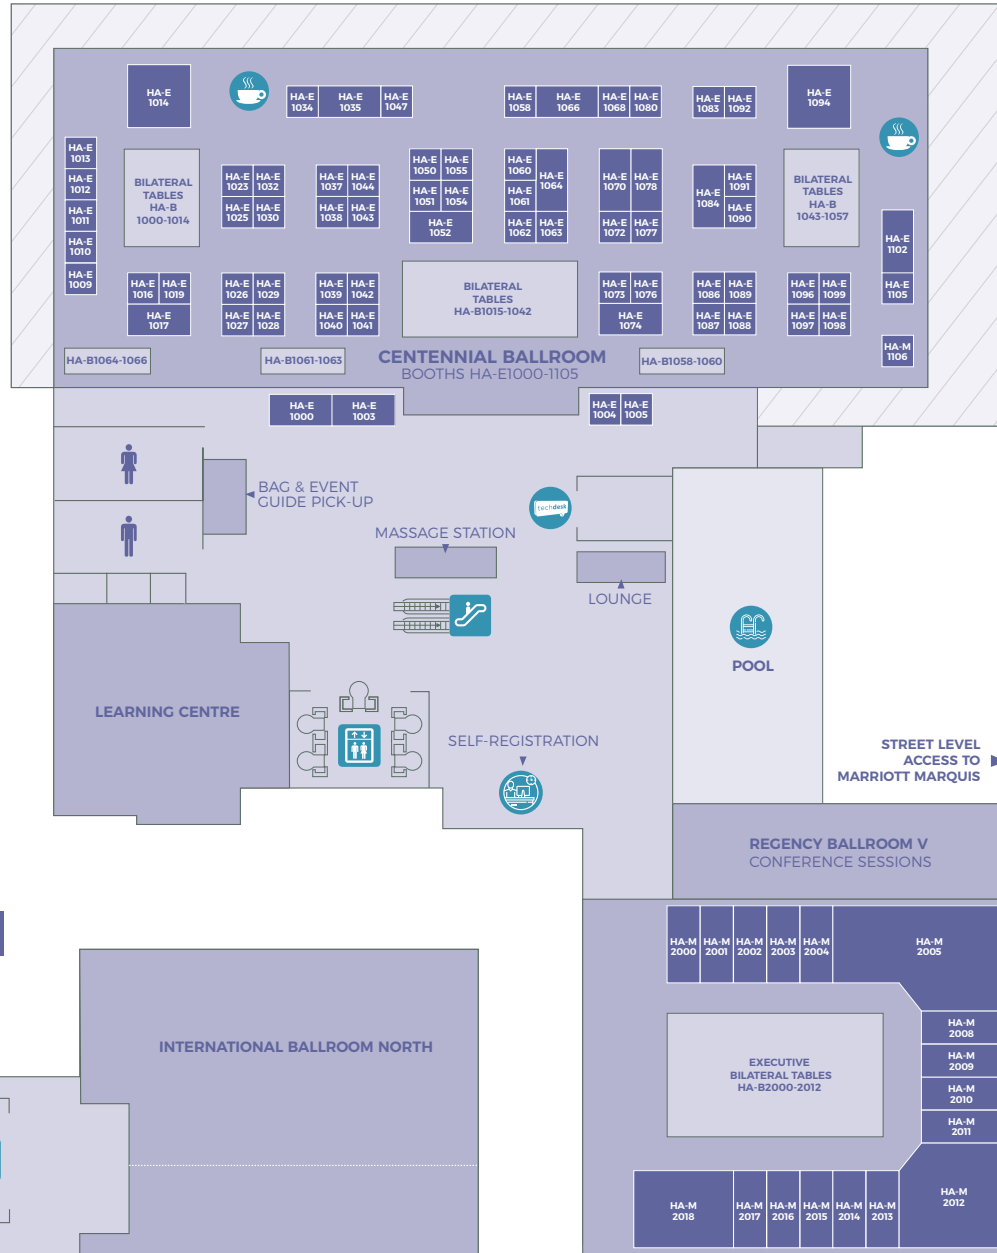 HA-E
1014
HA-E
1034
HA-E
1035
HA-E
1047
HA-E
1058
HA-E
1066
HA-E
1068
HA-E
1080
HA-E
1083
HA-E
1092
HA-E
1094
HA-E
1013
HA-E
1012
HA-E
1011
HA-E
1010
HA-E
1009
BILATERAL
TABLES
HA-B
1000-1014
HA-E
1023
HA-E
1032
HA-E
1025
HA-E
1030
HA-E
1037
HA-E
1044
HA-E
1038
HA-E
1043
HA-E
1050
HA-E
1055
HA-E
1051
HA-E
1054
HA-E
1052
HA-E
1060
HA-E
1064
HA-E
1061
HA-E
1062
HA-E
1063
HA-E
1070
HA-E
1078
HA-E
1072
HA-E
1077
HA-E
1084
HA-E
1091
HA-E
1090
BILATERAL
TABLES
HA-B
1043-1057
HA-E
1102
HA-E
1105
HA-M
1106
HA-E
1016
HA-E
1019
HA-E
1017
HA-E
1026
HA-E
1029
HA-E
1027
HA-E
1028
HA-E
1039
HA-E
1042
HA-E
1040
HA-E
1041
BILATERAL
TABLES
HA-B1015-1042
HA-E
1073
HA-E
1076
HA-E
1074
HA-E
1086
HA-E
1089
HA-E
1087
HA-E
1088
HA-E
1096
HA-E
1099
HA-E
1097
HA-E
1098
HA-B1064-1066
HA-B1061-1063
CENTENNIAL BALLROOM
BOOTHS HA-E1000-1105
HA-B1058-1060
HA-E
1000
HA-E
1003
HA-E
1004
HA-E
1005
BAG & EVENT
GUIDE PICK-UP
techdesk
MASSAGE STATION
LOUNGE
POOL
LEARNING CENTRE
SELF-REGISTRATION
STREET LEVEL
ACCESS TO
MARRIOTT MARQUIS
REGENCY BALLROOM V
CONFERENCE SESSIONS
HA-M
2000
HA-M
2001
HA-M
2002
HA-M
2003
HA-M
2004
HA-M
2005
HA-M
2008
HA-M
2009
HA-M
2010
HA-M
2011
HA-M
2012
INTERNATIONAL BALLROOM NORTH
EXECUTIVE
BILATERAL TABLES
HA-B2000-2012
HA-M
2018
HA-M
2017
HA-M
2016
HA-M
2015
HA-M
2014
HA-M
2013